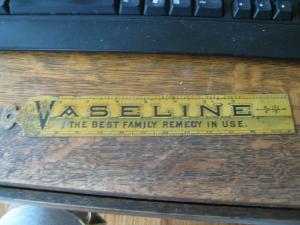 VASELINE
THE BEST FAMILY REMEDY IN USE.